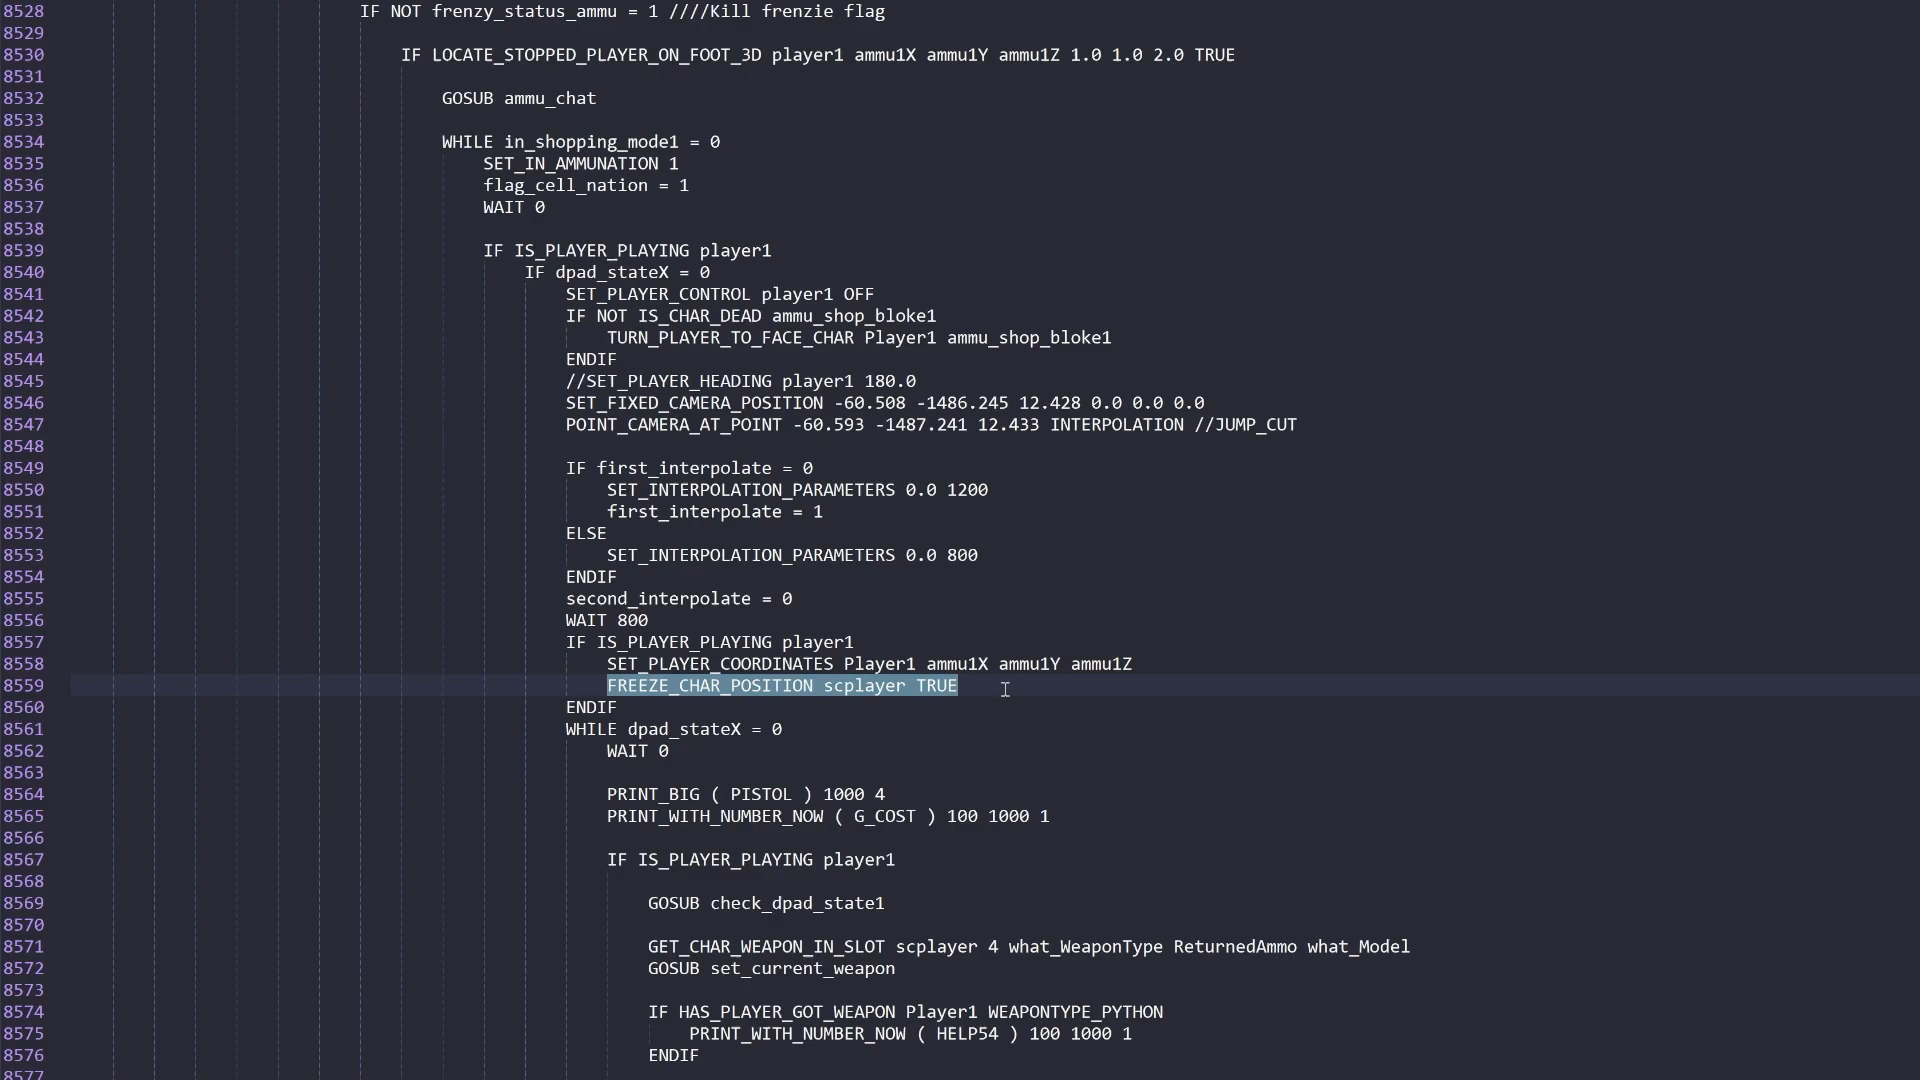 8528 IF NOT frenzy_status_ammu = 1 ////Kill frenzie flag
8529
8530 IF LOCATE_STOPPED_PLAYER_ON_FOOT_3D player1 ammu1X ammu1Y ammu1Z 1.0 1.0 2.0 TRUE
8531
8532 GOSUB ammu_chat
8533
8534 WHILE in_shopping_mode1 = 0
8535 SET_IN_AMMUNATION 1
8536 flag_cell_nation = 1
8537 WAIT 0
8538
8539 IF IS_PLAYER_PLAYING player1
8540 IF dpad_stateX = 0
8541 SET_PLAYER_CONTROL player1 OFF
8542 IF NOT IS_CHAR_DEAD ammu_shop_bloke1
8543 TURN_PLAYER_TO_FACE_CHAR Player1 ammu_shop_bloke1
8544 ENDIF
8545 //SET_PLAYER_HEADING player1 180.0
8546 SET_FIXED_CAMERA_POSITION -60.508 -1486.245 12.428 0.0 0.0 0.0
8547 POINT_CAMERA_AT_POINT -60.593 -1487.241 12.433 INTERPOLATION //JUMP_CUT
8548
8549 IF first_interpolate = 0
8550 SET_INTERPOLATION_PARAMETERS 0.0 1200
8551 first_interpolate = 1
8552 ELSE
8553 SET_INTERPOLATION_PARAMETERS 0.0 800
8554 ENDIF
8555 second_interpolate = 0
8556 WAIT 800
8557 IF IS_PLAYER_PLAYING player1
8558 SET_PLAYER_COORDINATES Player1 ammu1X ammu1Y ammu1Z
8559 FREEZE_CHAR_POSITION scplayer TRUE
8560 ENDIF
8561 WHILE dpad_stateX = 0
8562 WAIT 0
8563
8564 PRINT_BIG ( PISTOL ) 1000 4
8565 PRINT_WITH_NUMBER_NOW ( G_COST ) 100 1000 1
8566
8567 IF IS_PLAYER_PLAYING player1
8568
8569 GOSUB check_dpad_state1
8570
8571 GET_CHAR_WEAPON_IN_SLOT scplayer 4 what_WeaponType ReturnedAmmo what_Model
8572 GOSUB set_current_weapon
8573
8574 IF HAS_PLAYER_GOT_WEAPON Player1 WEAPONTYPE_PYTHON
8575 PRINT_WITH_NUMBER_NOW ( HELP54 ) 100 1000 1
8576 ENDIF
8577